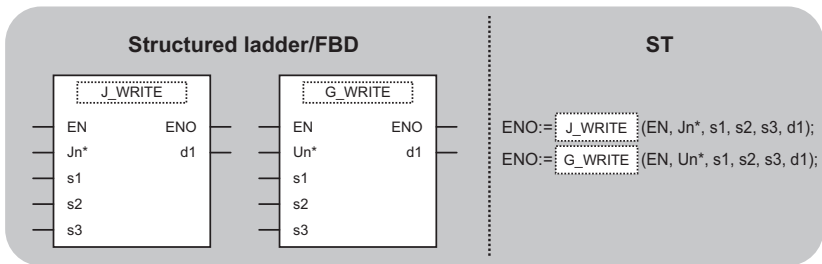 Structured ladder/FBD
J_WRITE
EN ENO
Jn* d1
s1
s2
s3
G_WRITE
EN ENO
Un* d1
s1
s2
s3
ST
ENO:= J_WRITE (EN, Jn*, s1, s2, s3, d1);
ENO:= G_WRITE (EN, Un*, s1, s2, s3, d1);